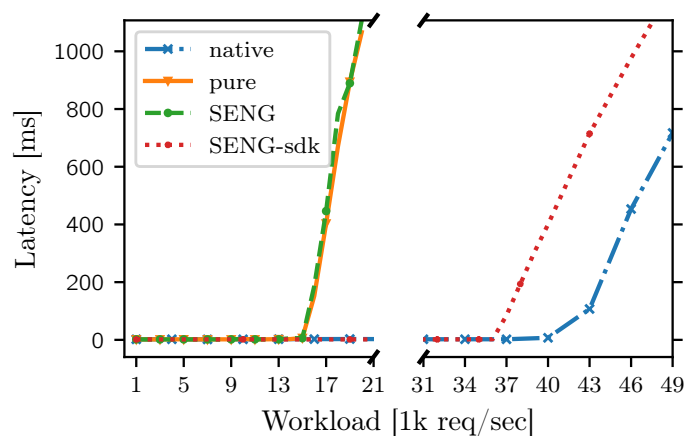 1000
800
600
400
200
0
Latency [ms]
native
pure
SENG
SENG-sdk
1 5 9 13 17 21 31 34 37 40 43 46 49
Workload [1k req/sec]